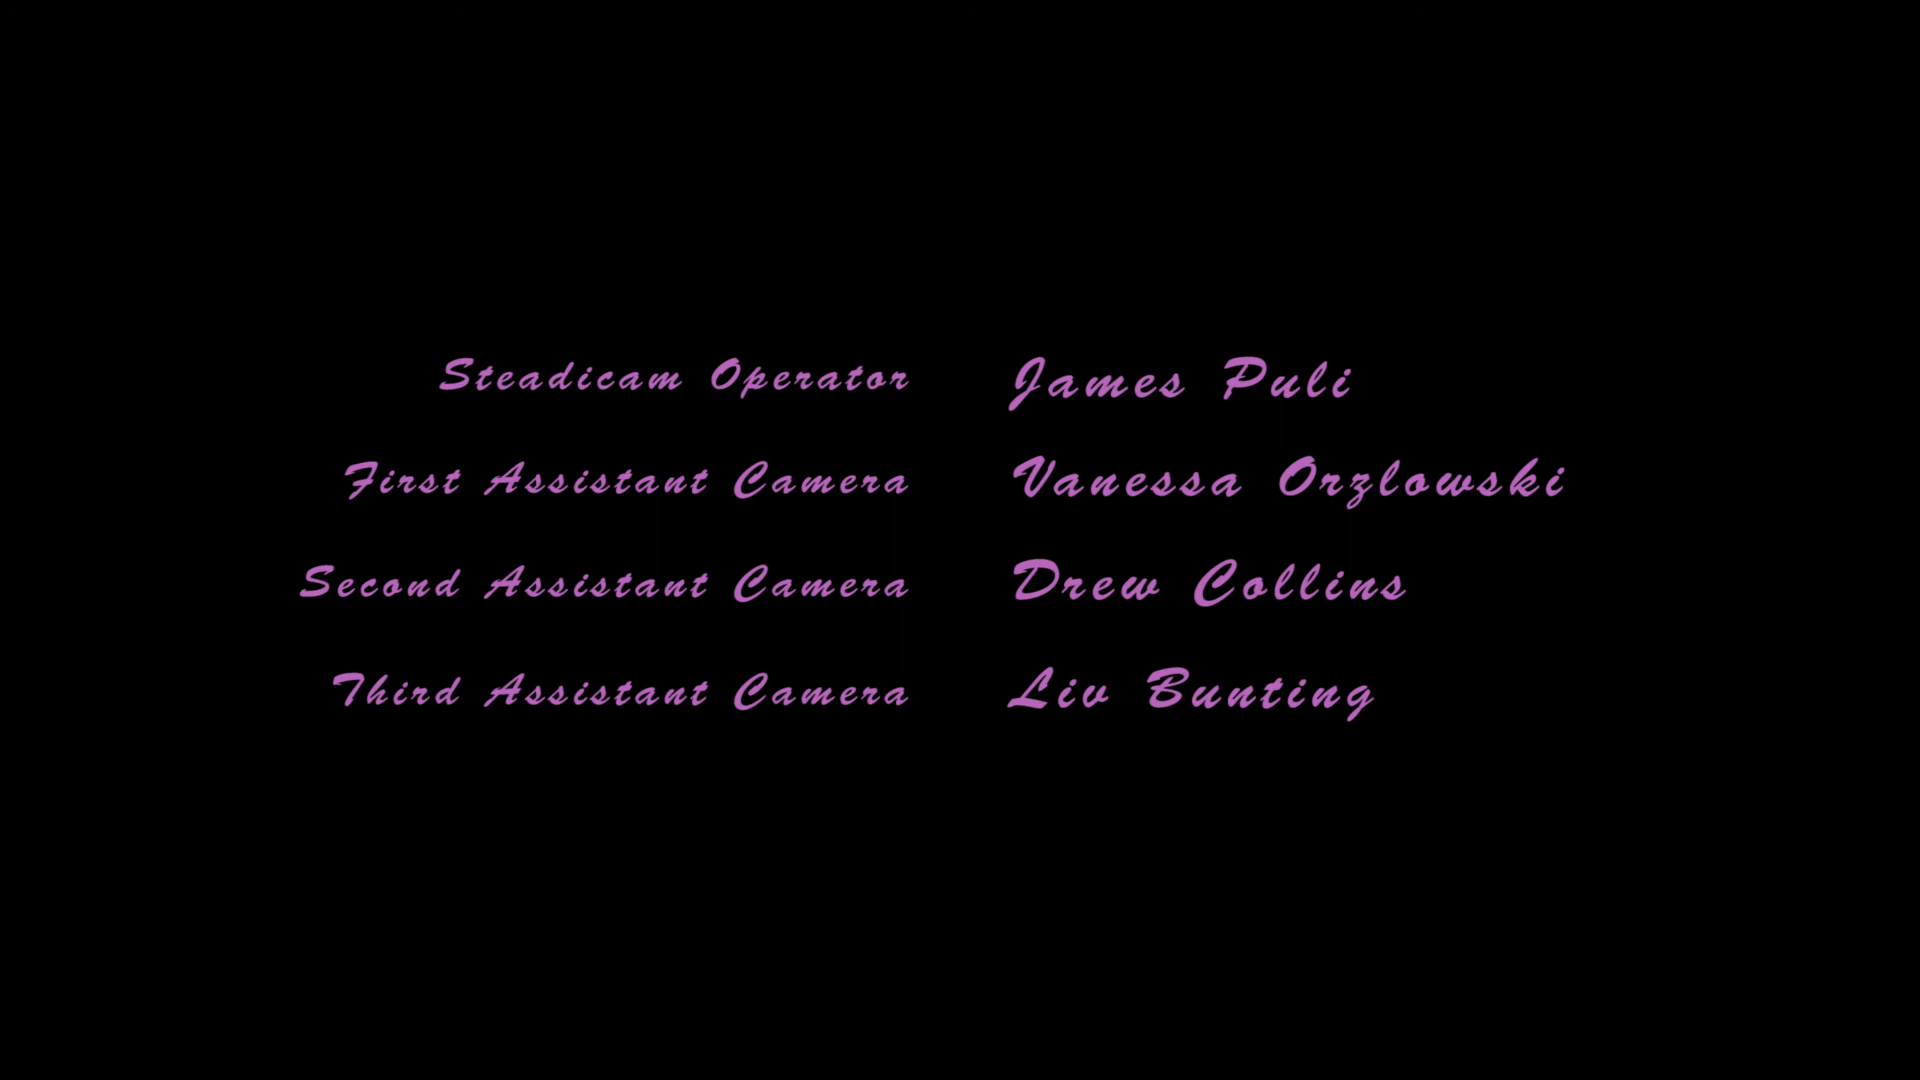 Steadicam Operator James Puli
First Assistant Camera Vanessa Orzlowski
Second Assistant Camera Drew Collins
Third Assistant Camera Liv Bunting